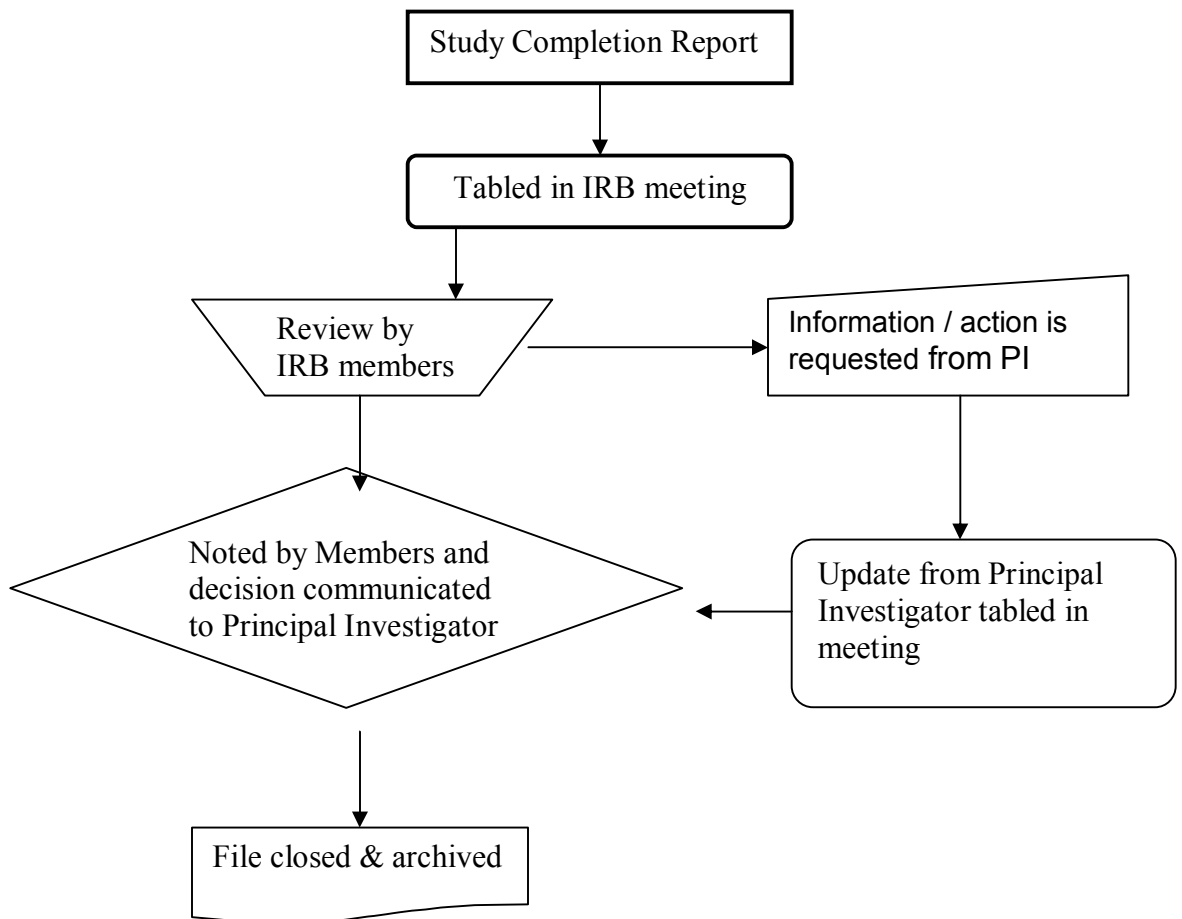 Study Completion Report
Tabled in IRB meeting
Review by
IRB members
Information / action is
requested from PI
Noted by Members and
decision communicated
to Principal Investigator
Update from Principal
Investigator tabled in
meeting
File closed & archived